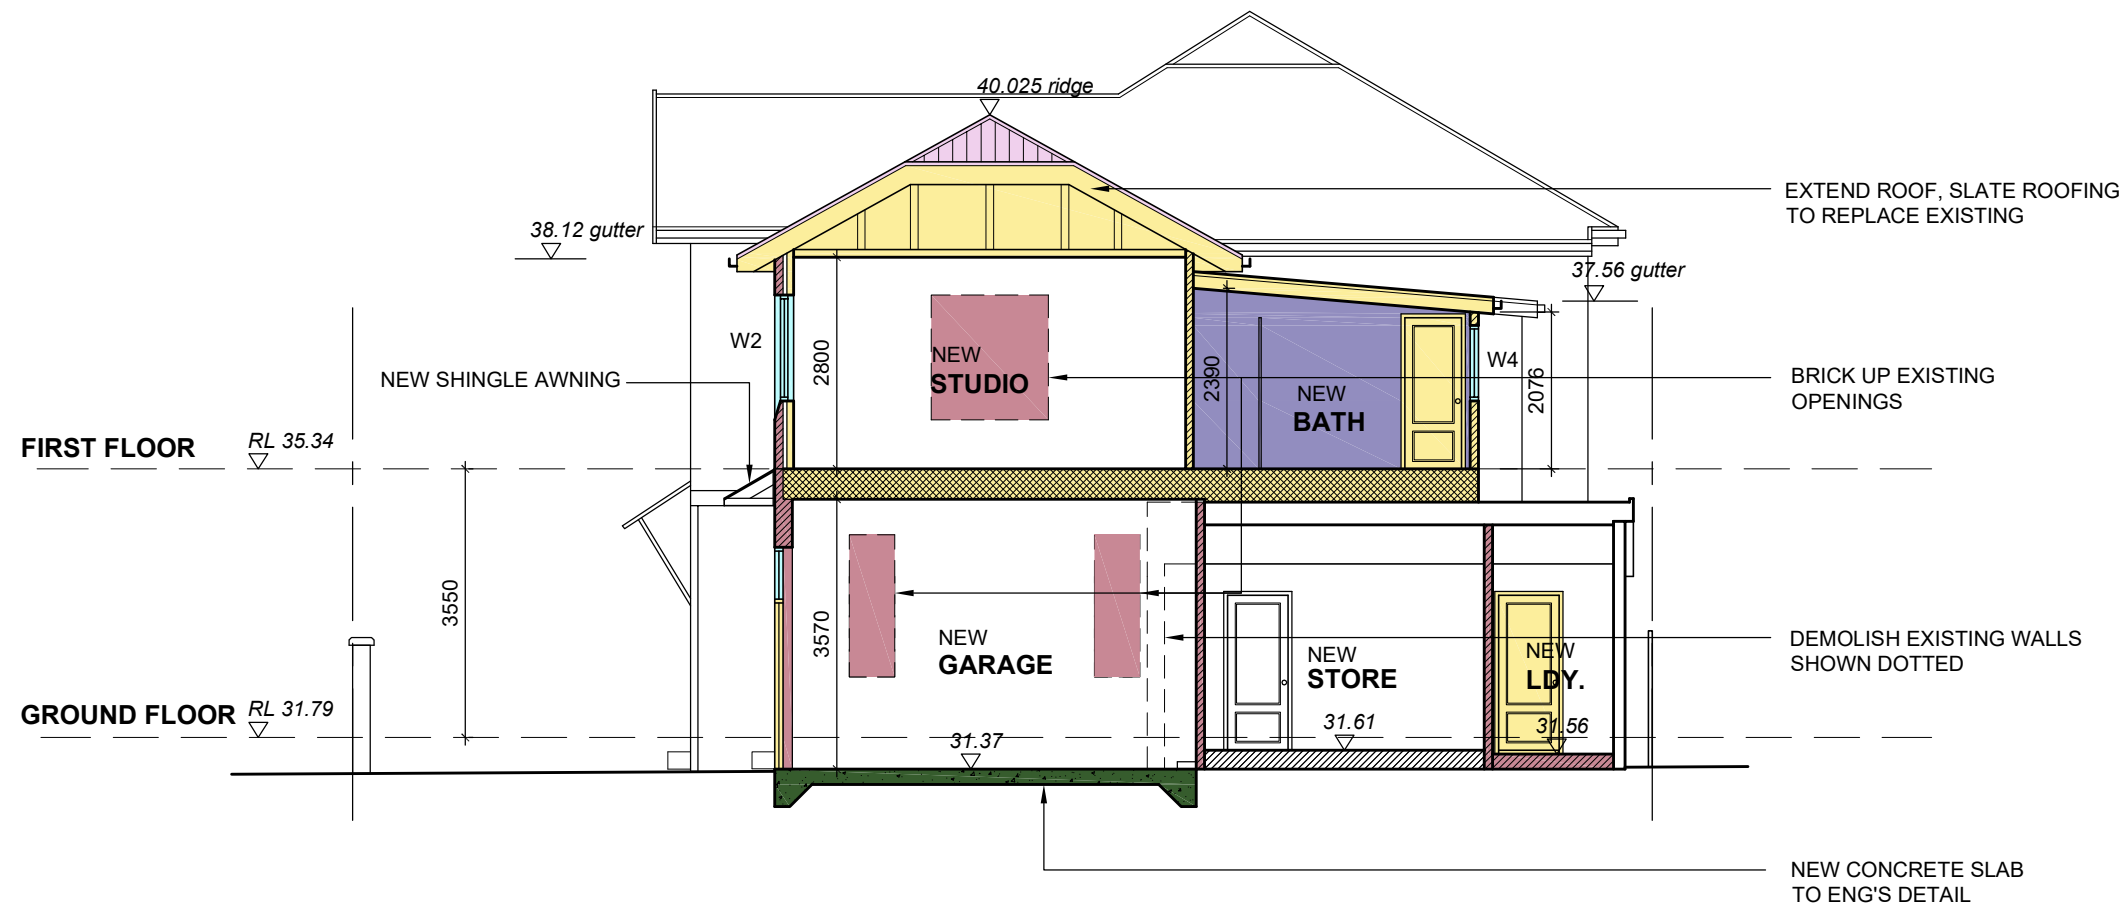 40.025 ridge
EXTEND ROOF, SLATE ROOFING
TO REPLACE EXISTING
38.12 gutter
37.56 gutter
W2
2800
NEW
STUDIO
2390
NEW
BATH
W4
2076
NEW SHINGLE AWNING
BRICK UP EXISTING
OPENINGS
FIRST FLOOR
RL 35.34
3550
3570
NEW
GARAGE
NEW
STORE
NEW
LDY.
DEMOLISH EXISTING WALLS
SHOWN DOTTED
GROUND FLOOR
RL 31.79
31.37
31.61
31.56
NEW CONCRETE SLAB
TO ENG'S DETAIL